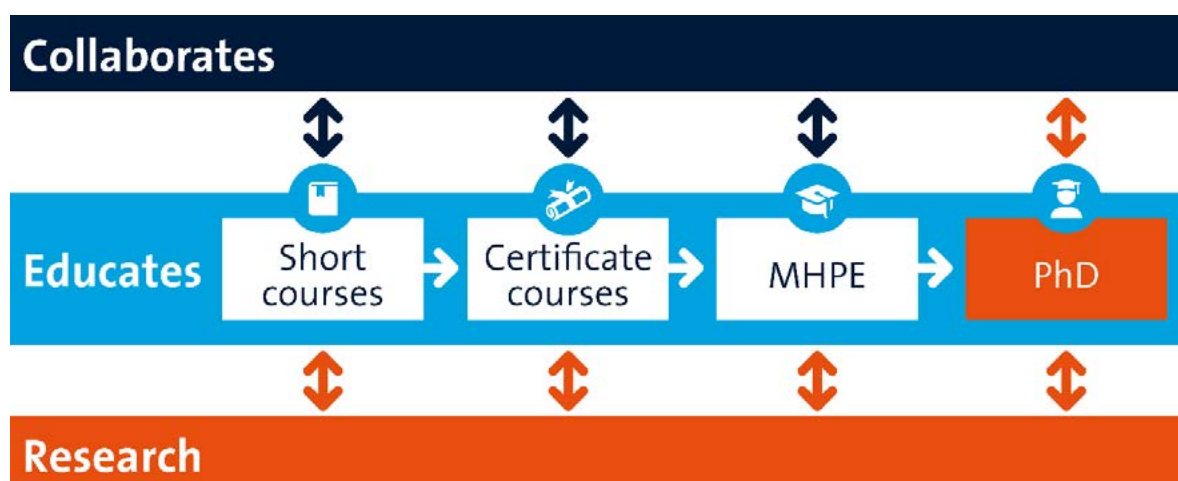 Collaborates
Educates
Short
courses
Certificate
courses
MHPE
PhD
Research